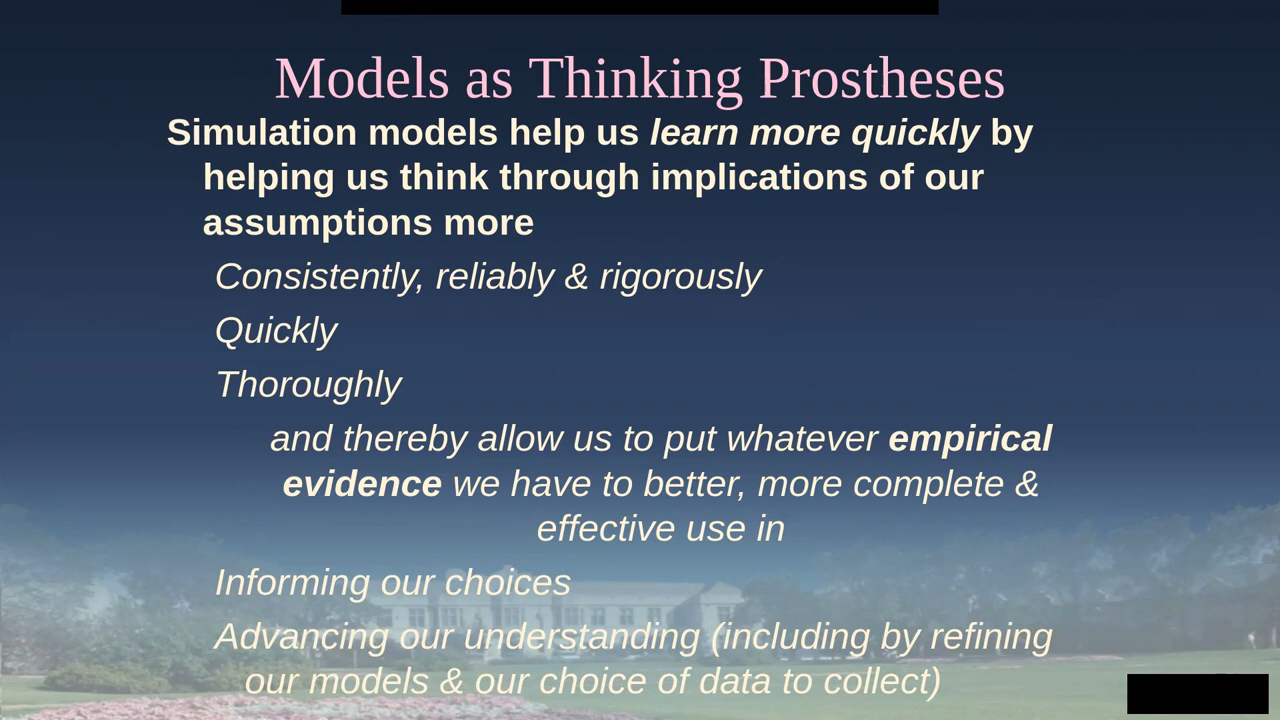 Models as Thinking Prostheses
Simulation models help us learn more quickly by
helping us think through implications of our
assumptions more
Consistently, reliably & rigorously
Quickly
Thoroughly
and thereby allow us to put whatever empirical
evidence we have to better, more complete &
effective use in
Informing our choices
Advancing our understanding (including by refining
our models & our choice of data to collect)